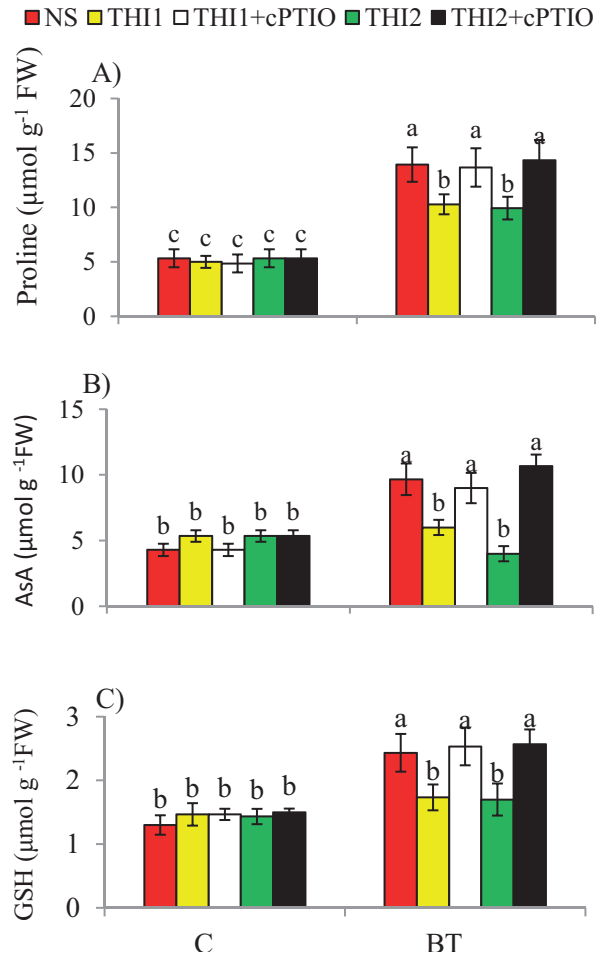 NS THI1 THI1+cPTIO THI2 THI2+cPTIO
A)
Proline (µmol g-1 FW)
20
15
10
5
0
c c c c c
a b a b a
B)
AsA (µmol g -1FW)
15
10
5
0
b b b b b
a b a b a
C)
GSH (µmol g -1FW)
3
2
1
0
b b b b b
a b a b a
C BT